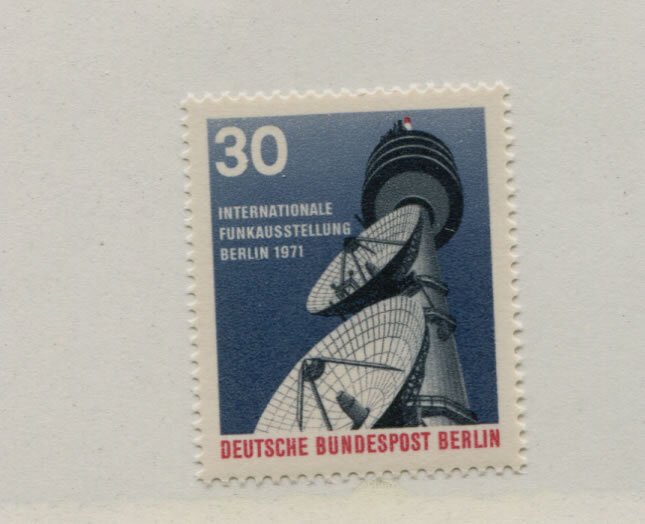 30
INTERNATIONALE
FUNKAUSSTELLUNG
BERLIN 1971
DEUTSCHE BUNDESPOST BERLIN